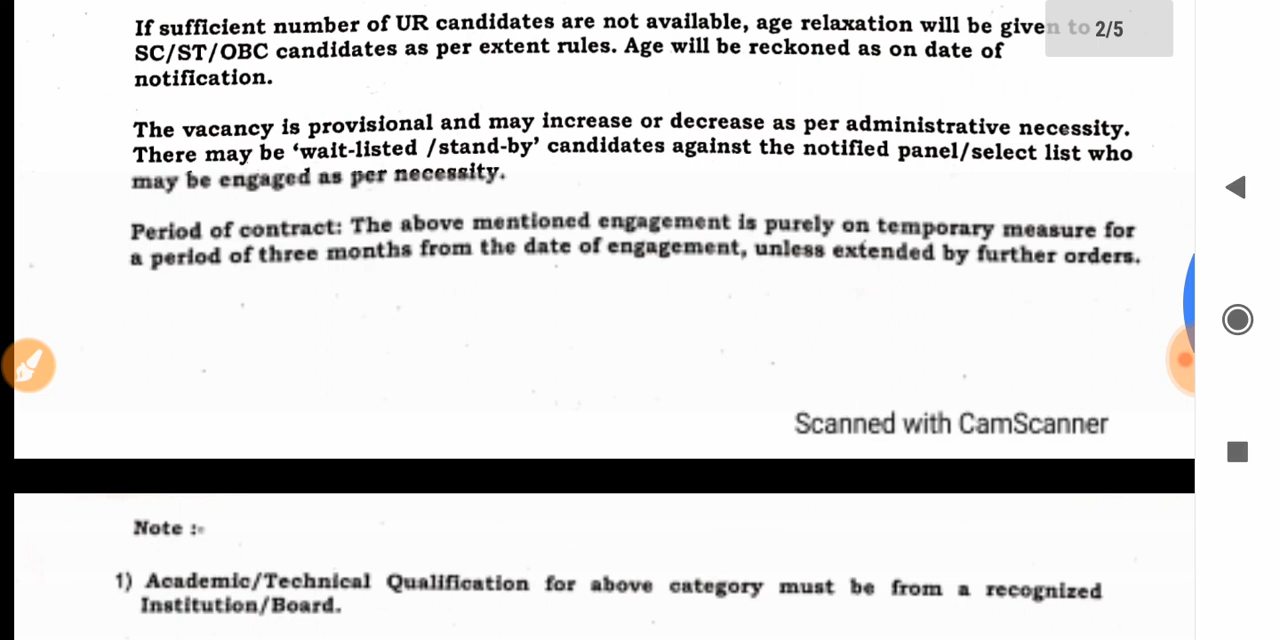 If sufficient number of UR candidates are not available, age relaxation will be given to
2/5
SC/ST/OBC candidates as per extent rules. Age will be reckoned as on date of
notification.
The vacancy is provisional and may increase or decrease as per administrative necessity.
There may be ‘wait-listed /stand-by’ candidates against the notified panel/select list who
may be engaged as per necessity.
Period of contract: The above mentioned engagement is purely on temporary measure for
a period of three months from the date of engagement, unless extended by further orders.
Scanned with CamScanner
Note :-
1) Academic/Technical Qualification for above category must be from a recognized
Institution/Board.